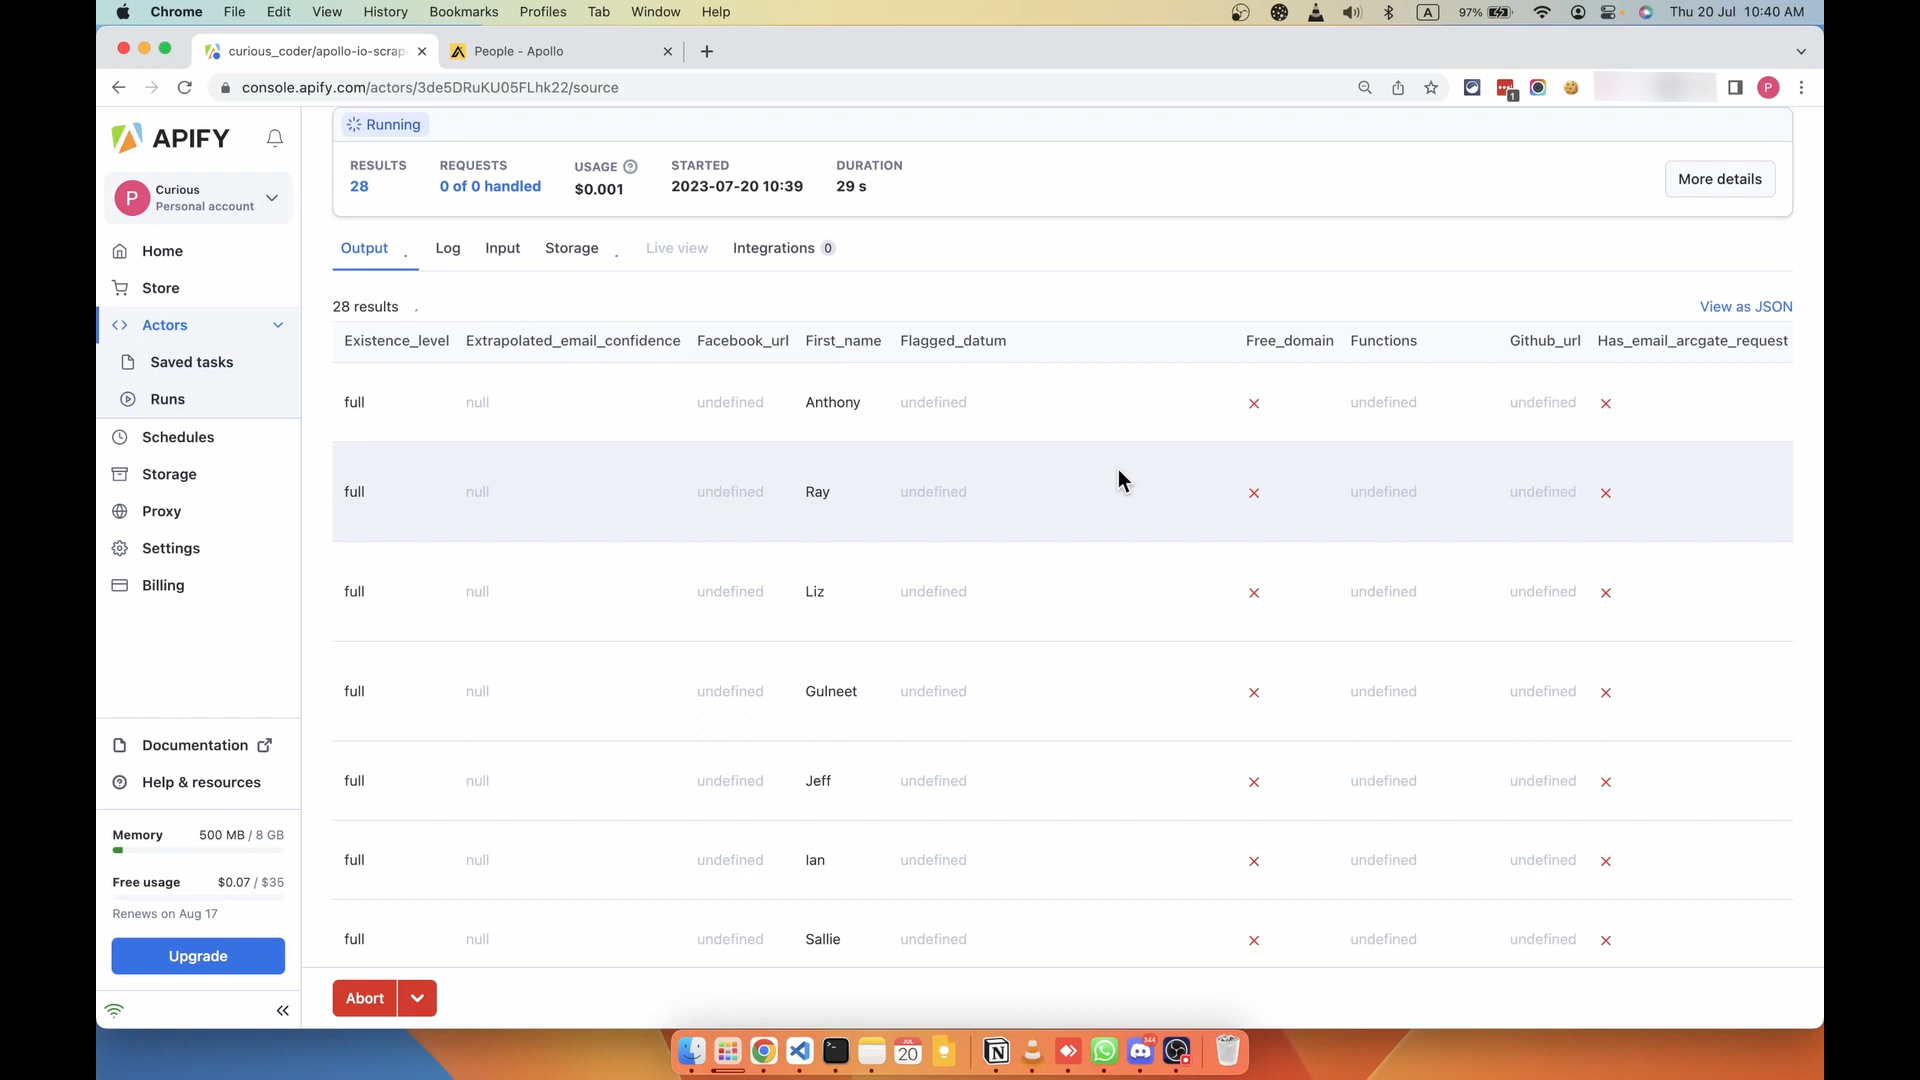 Chrome File Edit View History Bookmarks Profiles Tab Window Help A 97% Thu 20 Jul 10:40 AM
curious_coder/apollo-io-scrap People - Apollo
console.apify.com/actors/3de5DRuKU05FLhk22/source 1 P
APIFY
P Curious
Personal account
Home
Store
Actors
Saved tasks
Runs
Schedules
Storage
Proxy
Settings
Billing
Documentation
Help & resources
Memory 500 MB / 8 GB
Free usage $0.07 / $35
Renews on Aug 17
Upgrade
Running
RESULTS REQUESTS USAGE STARTED DURATION
28 0 of 0 handled $0.001 2023-07-20 10:39 29 s
More details
Output Log Input Storage Live view Integrations 0
28 results View as JSON
Existence_level Extrapolated_email_confidence Facebook_url First_name Flagged_datum Free_domain Functions Github_url Has_email_arcgate_request
full null undefined Anthony undefined undefined undefined
full null undefined Ray undefined undefined undefined
full null undefined Liz undefined undefined undefined
full null undefined Gulneet undefined undefined undefined
full null undefined Jeff undefined undefined undefined
full null undefined Ian undefined undefined undefined
full null undefined Sallie undefined undefined undefined
Abort
JUL
20
344